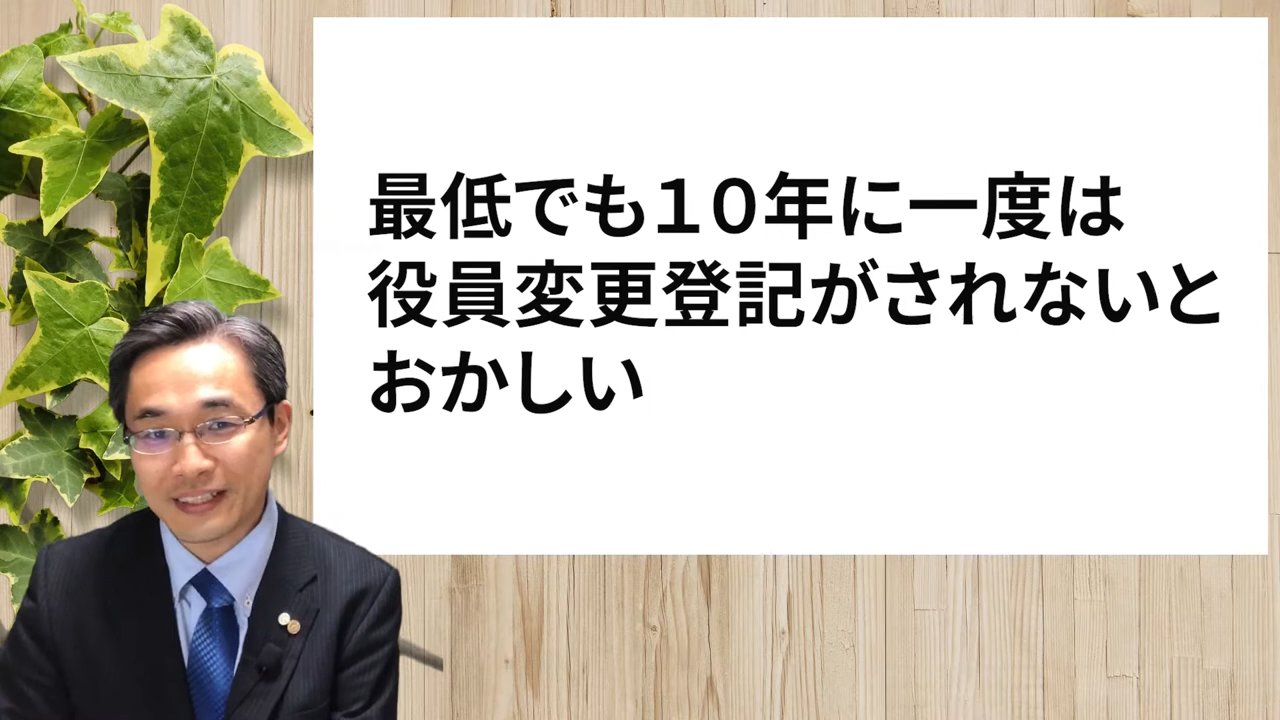 最低でも１０年に一度は
役員変更登記がされないと
おかしい